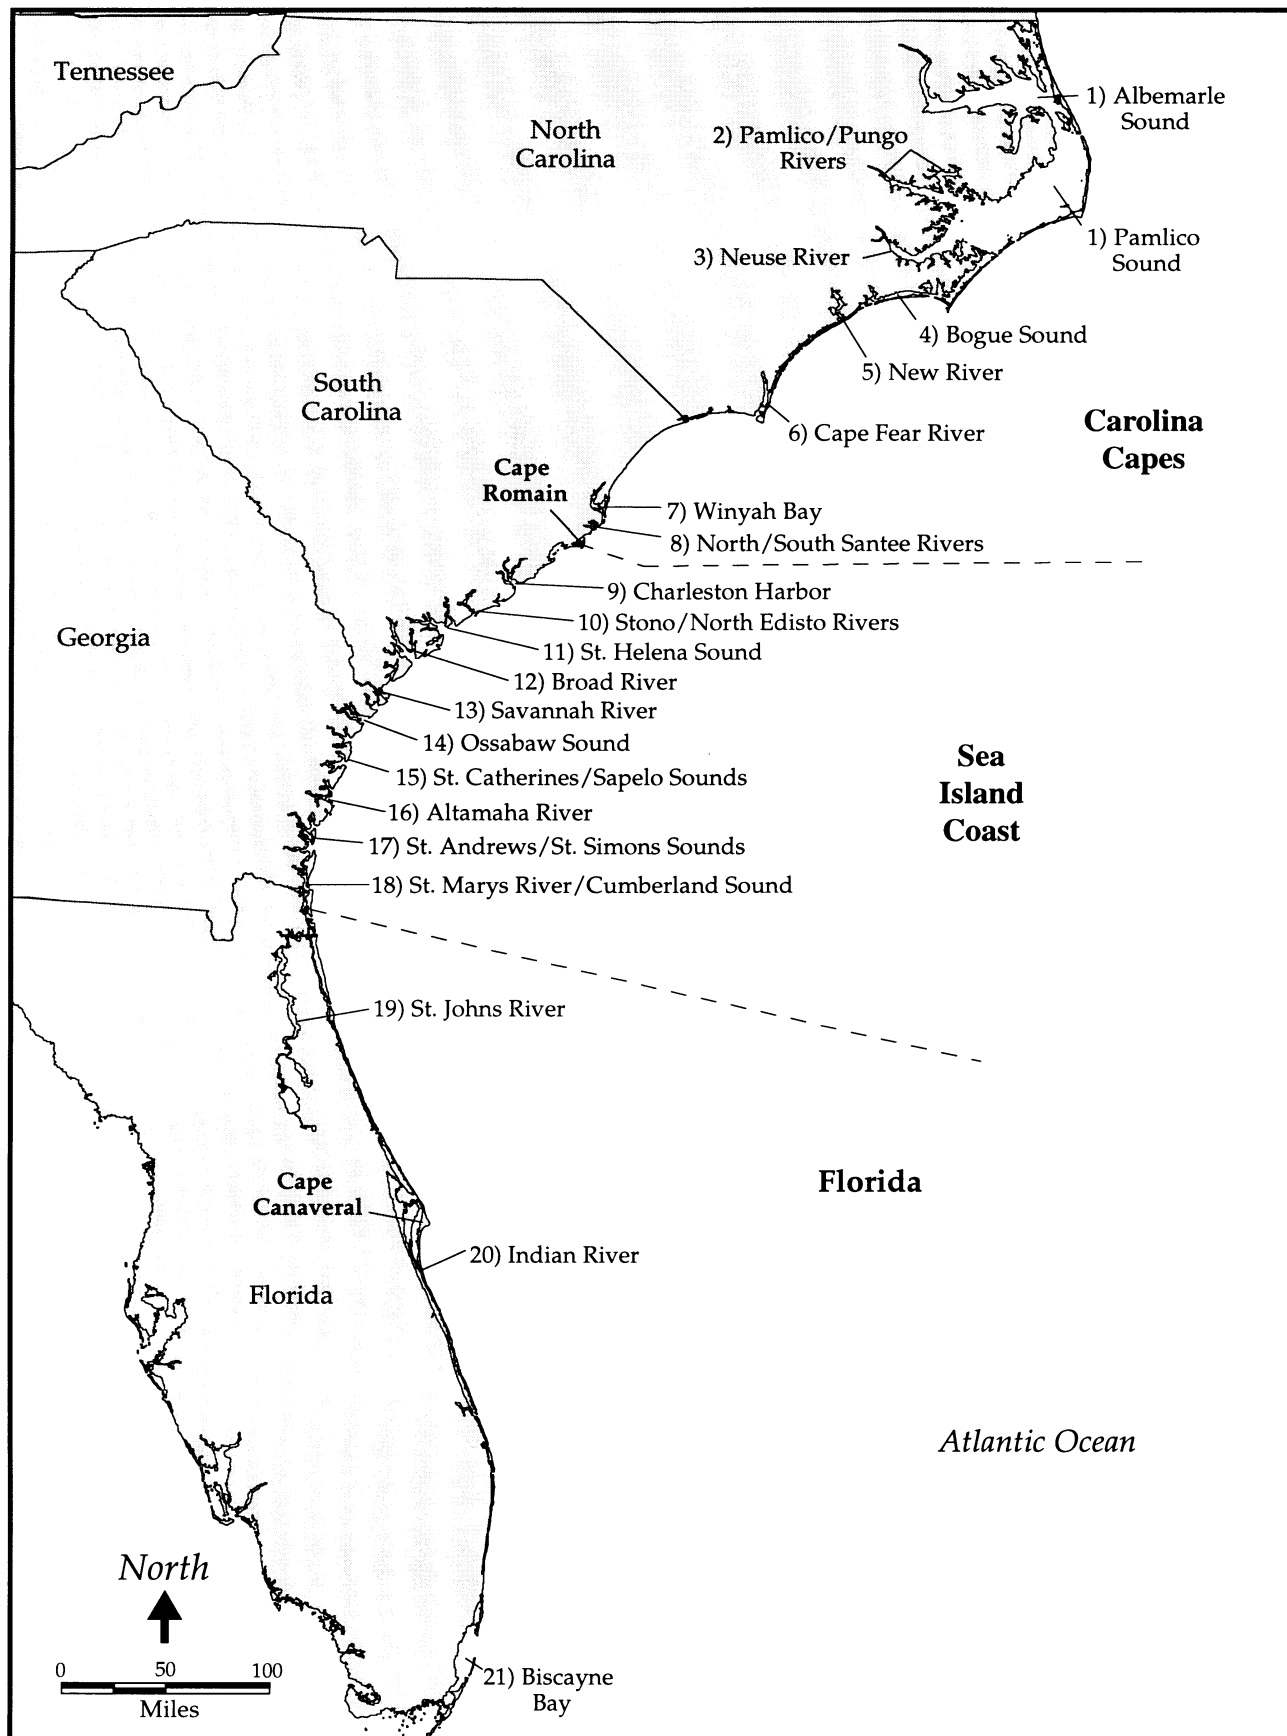 Tennessee
North
Carolina
1) Albemarle
Sound
2) Pamlico/Pungo
Rivers
1) Pamlico
Sound
3) Neuse River
4) Bogue Sound
5) New River
South
Carolina
6) Cape Fear River
Carolina
Capes
Cape
Romain
7) Winyah Bay
8) North/South Santee Rivers
9) Charleston Harbor
10) Stono/North Edisto Rivers
Georgia
11) St. Helena Sound
12) Broad River
13) Savannah River
14) Ossabaw Sound
15) St. Catherines/Sapelo Sounds
Sea
Island
Coast
16) Altamaha River
17) St. Andrews/St. Simons Sounds
18) St. Marys River/Cumberland Sound
19) St. Johns River
Cape
Canaveral
Florida
20) Indian River
Florida
Atlantic Ocean
North
0 50 100
Miles
21) Biscayne
Bay